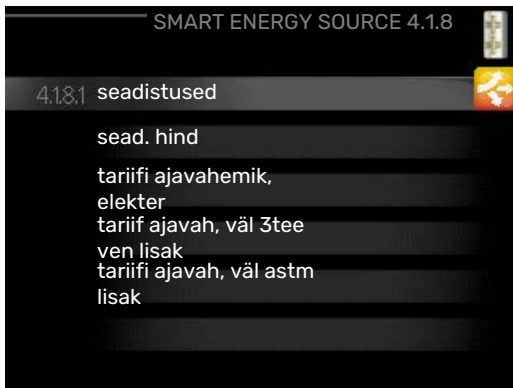 SMART ENERGY SOURCE 4.1.8
4.1.8.1 seadistused
sead. hind
tariifi ajavahemik,
elekter
tariif ajavah, väl 3tee
ven lisak
tariifi ajavah, väl astm
lisak